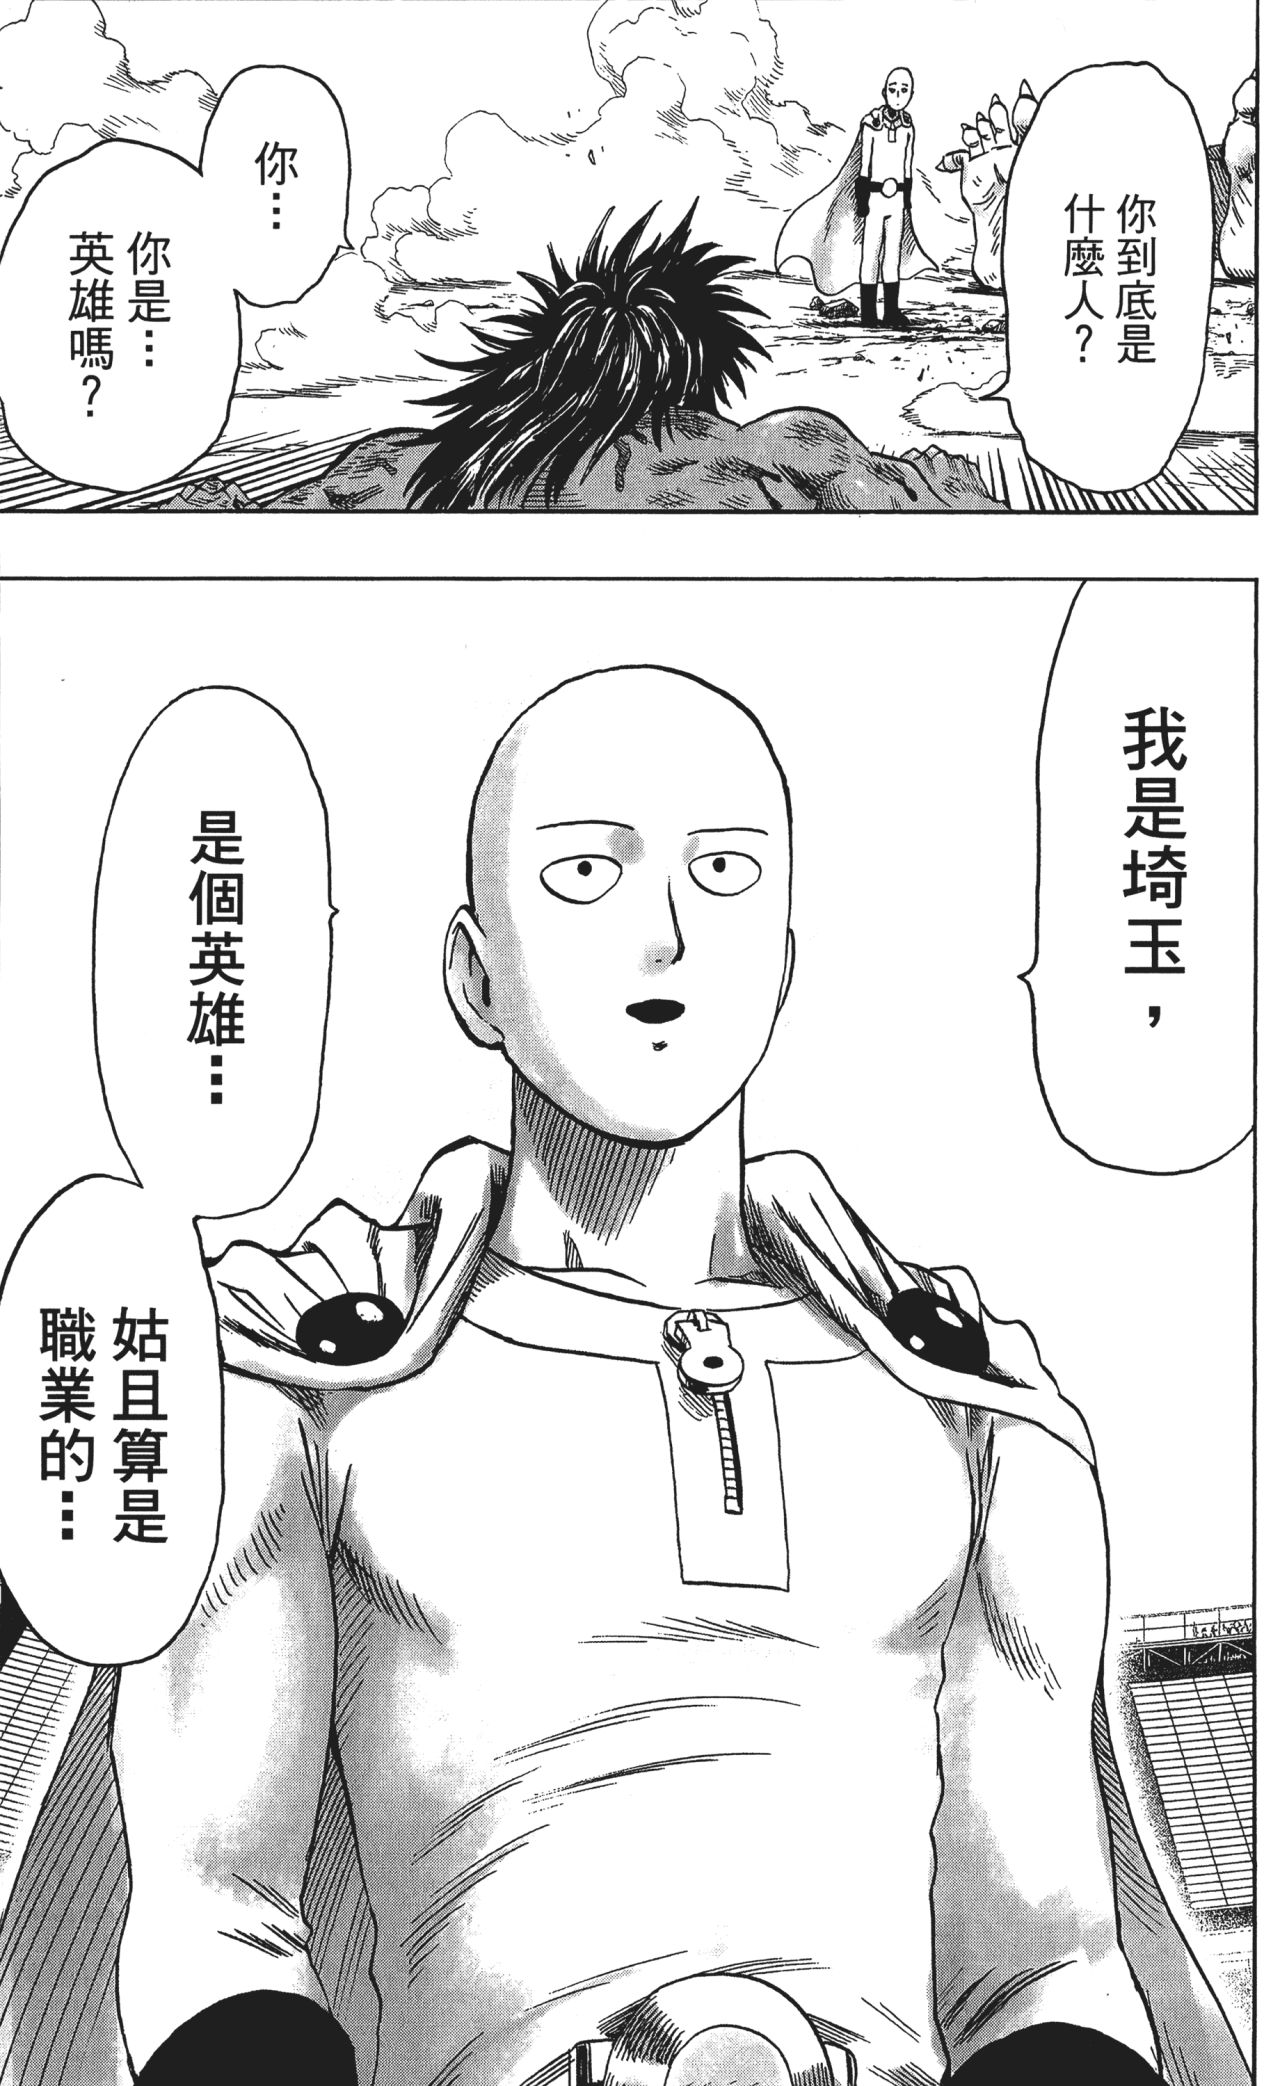 你到底是
什麼人？
你…
你是…
英雄嗎？
我是埼玉，
是個英雄…
姑且算是
職業的…